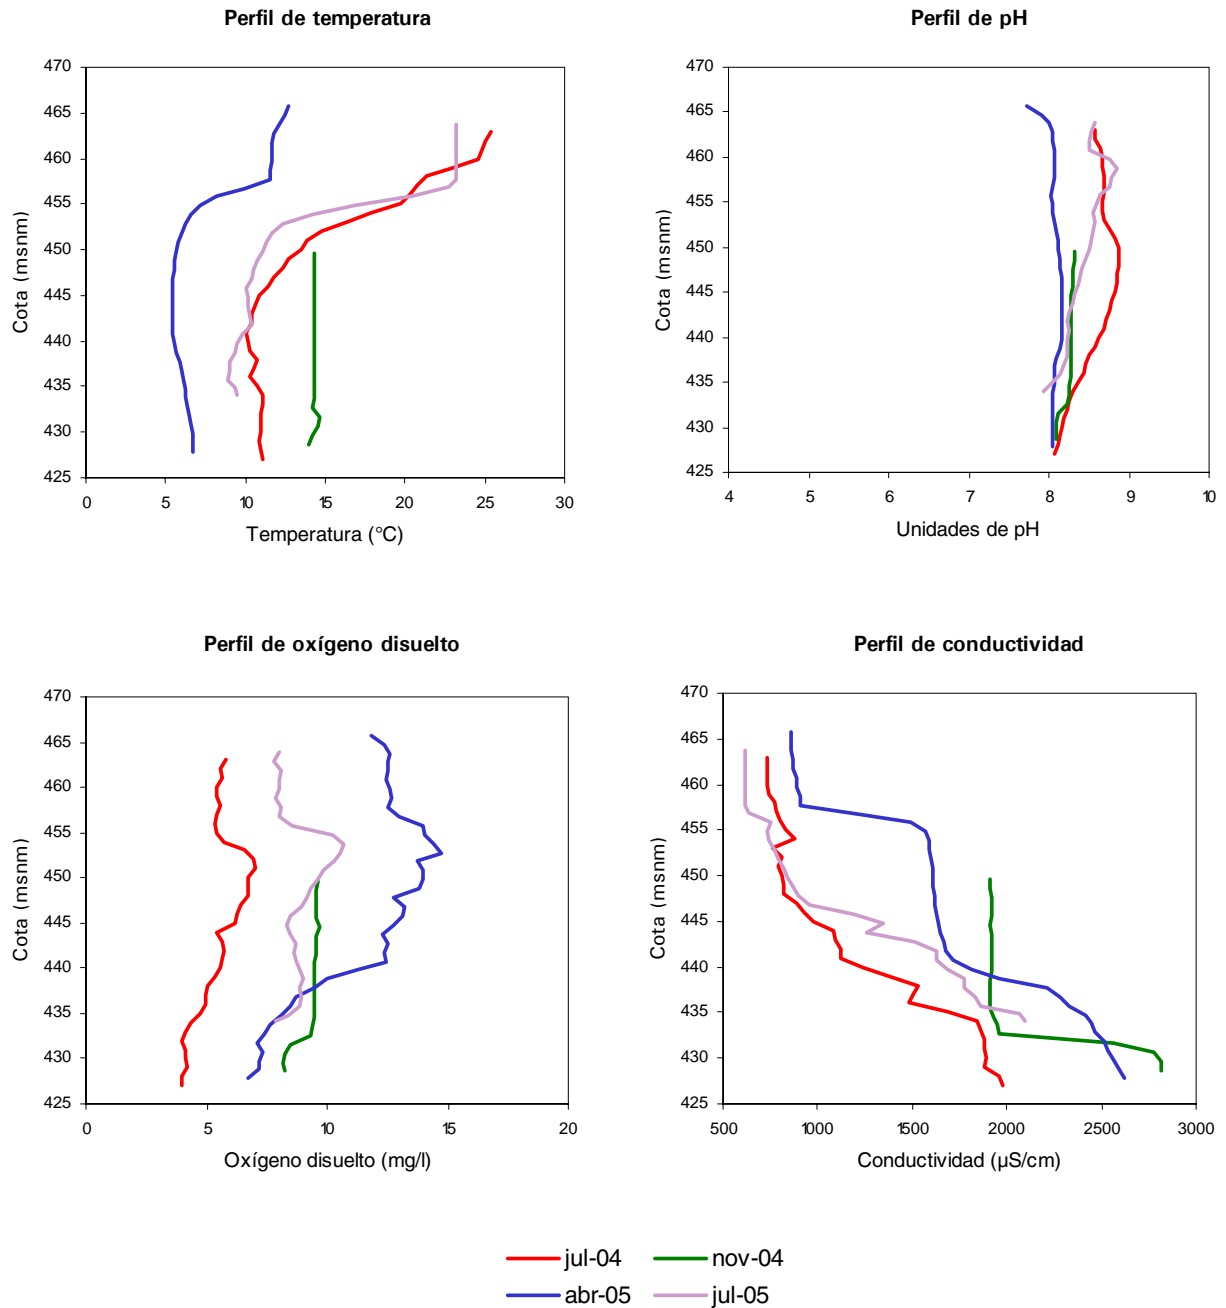 Perfil de temperatura
470
465
460
455
450
445
440
435
430
425
Cota (msnm)
0 5 10 15 20 25 30
Temperatura (°C)
Perfil de pH
470
465
460
455
450
445
440
435
430
425
Cota (msnm)
4 5 6 7 8 9 10
Unidades de pH
Perfil de oxígeno disuelto
470
465
460
455
450
445
440
435
430
425
Cota (msnm)
0 5 10 15 20
Oxígeno disuelto (mg/l)
Perfil de conductividad
470
465
460
455
450
445
440
435
430
425
Cota (msnm)
500 1000 1500 2000 2500 3000
Conductividad (µS/cm)
jul-04 nov-04
abr-05 jul-05